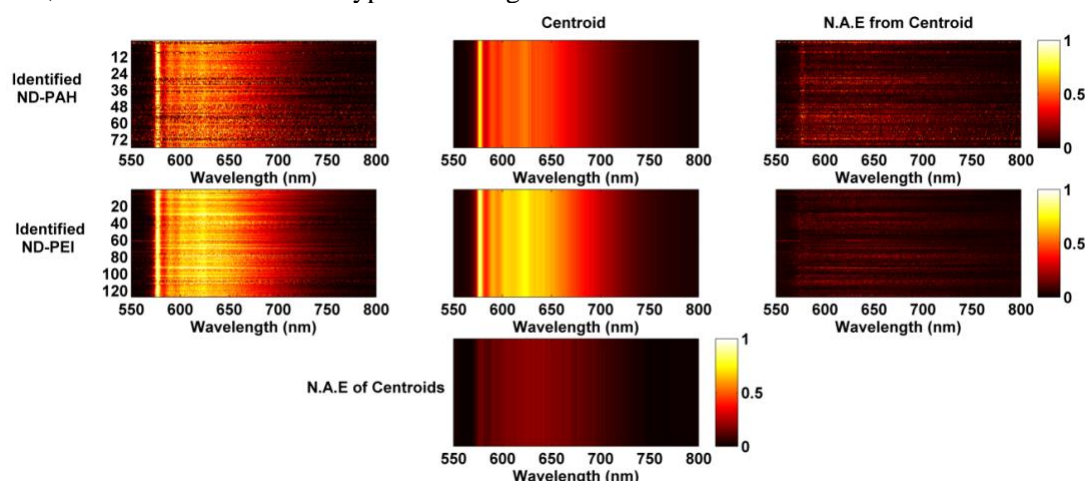 Centroid
N.A.E from Centroid
Identified
ND-PAH
12
24
36
48
60
72
550 600 650 700 750 800
Wavelength (nm)
550 600 650 700 750 800
Wavelength (nm)
550 600 650 700 750 800
Wavelength (nm)
1
0.5
0
Identified
ND-PEI
20
40
60
80
100
120
550 600 650 700 750 800
Wavelength (nm)
550 600 650 700 750 800
Wavelength (nm)
550 600 650 700 750 800
Wavelength (nm)
1
0.5
0
N.A.E of Centroids
550 600 650 700 750 800
Wavelength (nm)
1
0.5
0